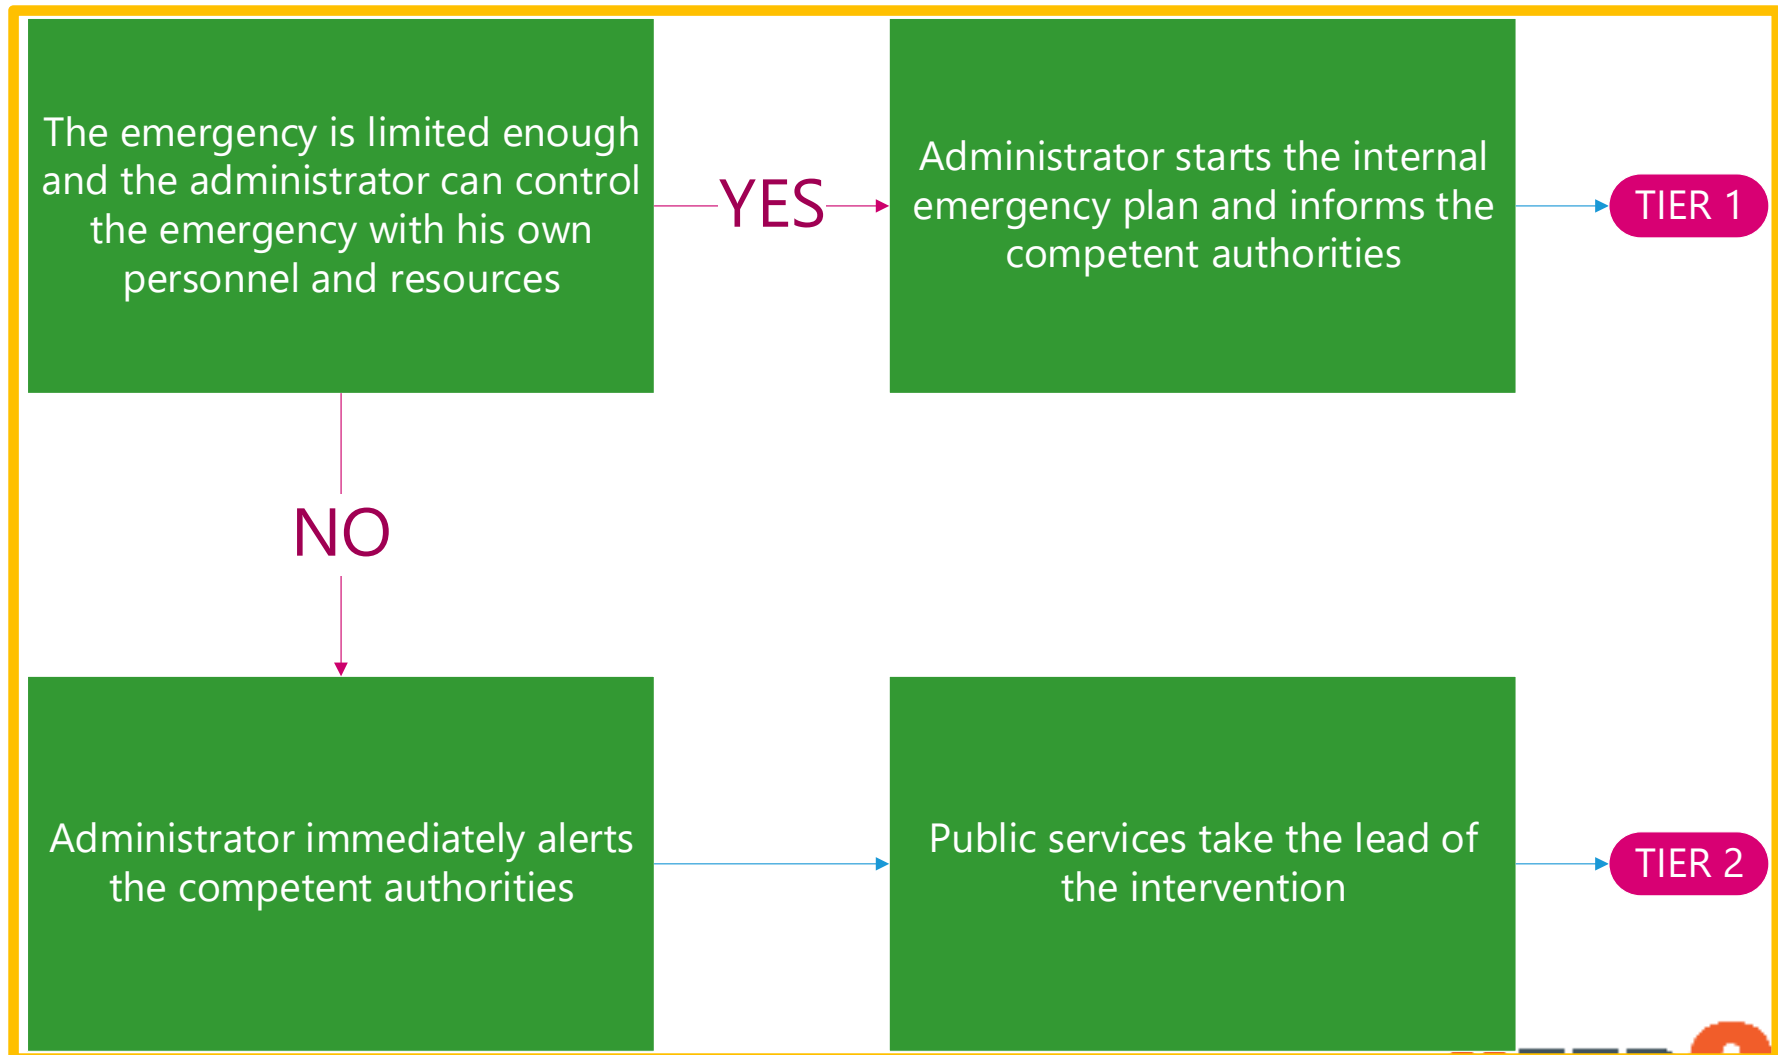 The emergency is limited enough
and the administrator can control
the emergency with his own
personnel and resources
YES
Administrator starts the internal
emergency plan and informs the
competent authorities
TIER 1
NO
Administrator immediately alerts
the competent authorities
Public services take the lead of
the intervention
TIER 2